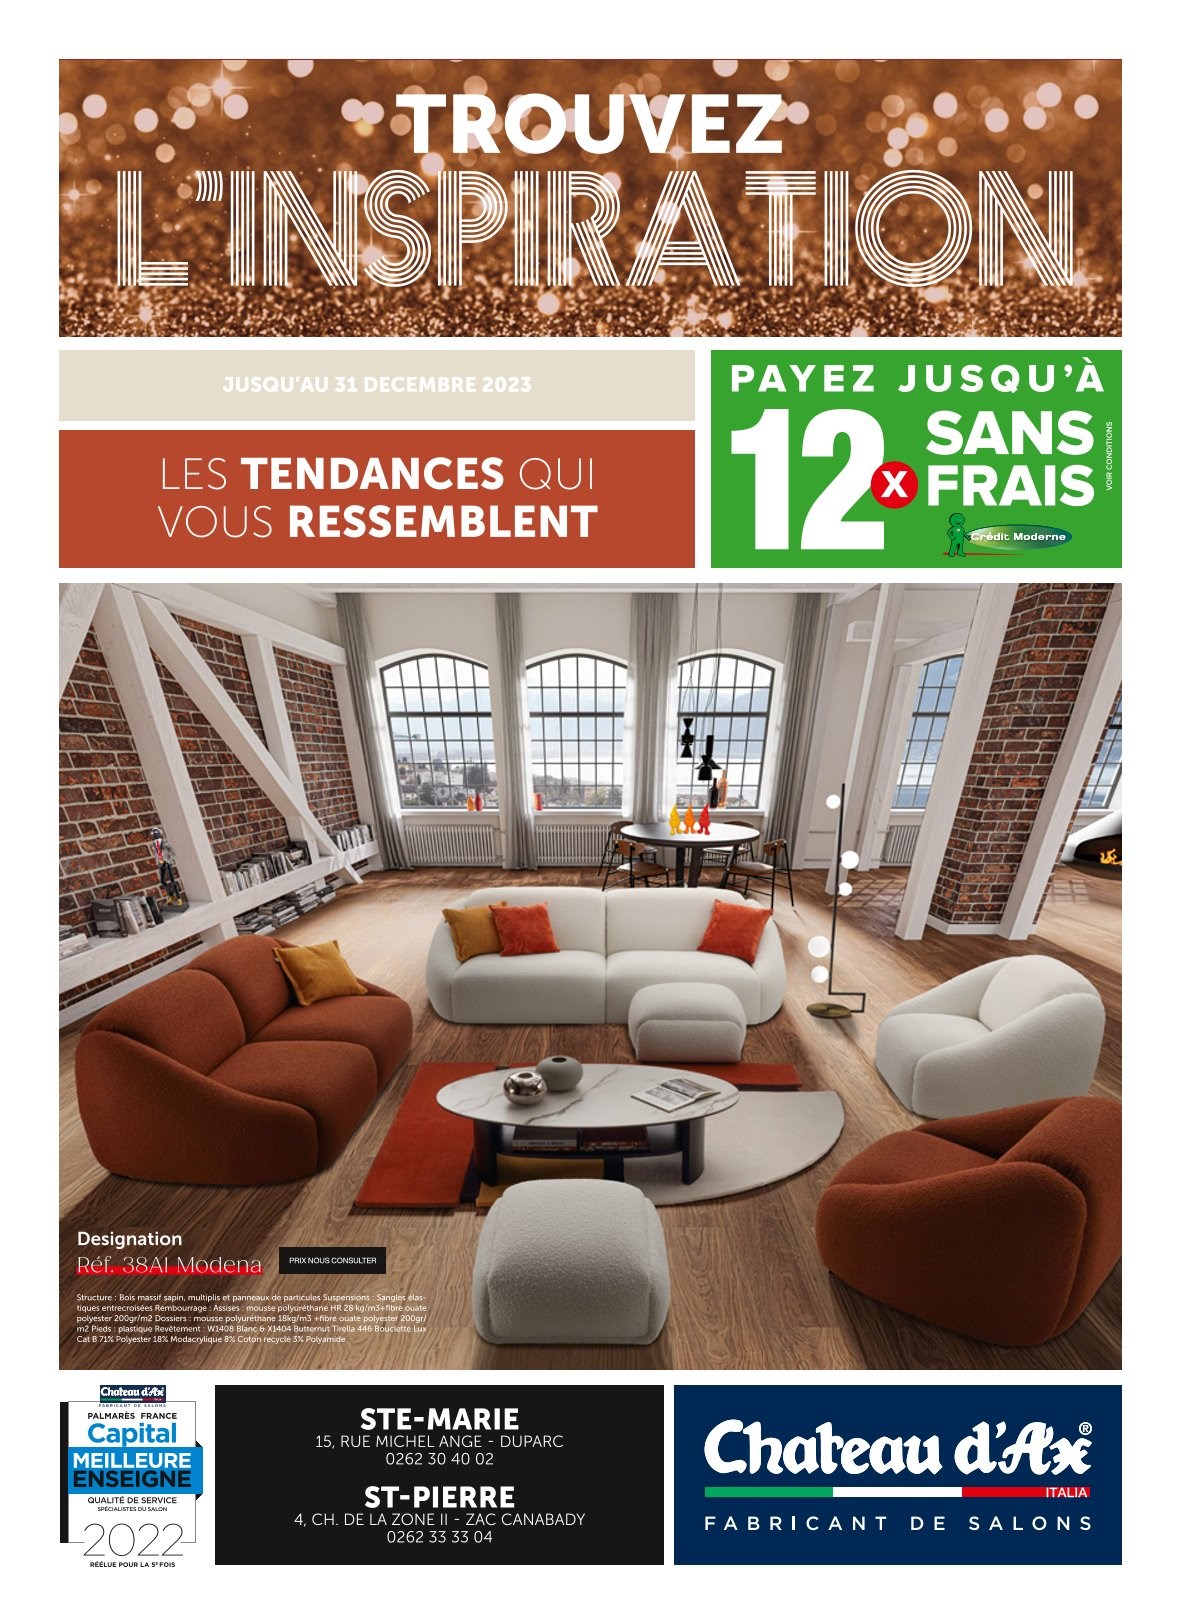 TROUVEZ
L'INSPIRATION
JUSQU'AU 31 DECEMBRE 2023
LES TENDANCES QUI
VOUS RESSEMBLENT
PAYEZ JUSQU'À
12 X SANS
FRAIS
VOIR CONDITIONS
Crédit Moderne
Designation
Réf. 38AI Modena
PRIX NOUS CONSULTER
Structure : Bois massif sapin, multiplis et panneaux de particules Suspensions : Sangles élas-
tiques entrecroisées Rembourrage : Assises : mousse polyuréthane HR 28 kg/m3+fibre ouate
polyester 200gr/m2 Dossiers : mousse polyuréthane 18kg/m3 +fibre ouate polyester 200gr/
m2 Pieds : plastique Revêtement : W1408 Blanc & X1404 Butternut Tirella 446 Bouclette Lux
Cat B 71% Polyester 18% Modacrylique 8% Coton recyclé 3% Polyamide
Chateau d'Ax
ITALIA
FABRICANT DE SALONS
PALMARÈS FRANCE
Capital
MEILLEURE
ENSEIGNE
QUALITÉ DE SERVICE
SPÉCIALISTES DU SALON
2022
RÉÉLUE POUR LA 5E FOIS
STE-MARIE
15, RUE MICHEL ANGE - DUPARC
0262 30 40 02
ST-PIERRE
4, CH. DE LA ZONE II - ZAC CANABADY
0262 33 33 04
Chateau d'Ax®
ITALIA
FABRICANT DE SALONS